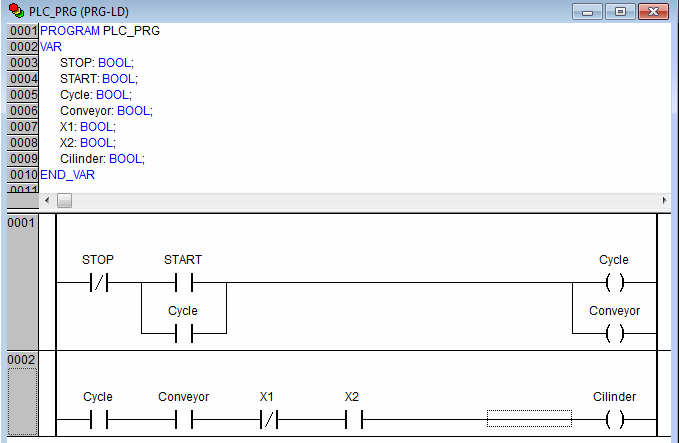 PLC_PRG (PRG-LD)
0001 PROGRAM PLC_PRG
0002 VAR
0003 STOP: BOOL;
0004 START: BOOL;
0005 Cycle: BOOL;
0006 Conveyor: BOOL;
0007 X1: BOOL;
0008 X2: BOOL;
0009 Cilinder: BOOL;
0010 END_VAR
0011
0001
STOP START Cycle
Cycle Conveyor
0002
Cycle Conveyor X1 X2 Cilinder